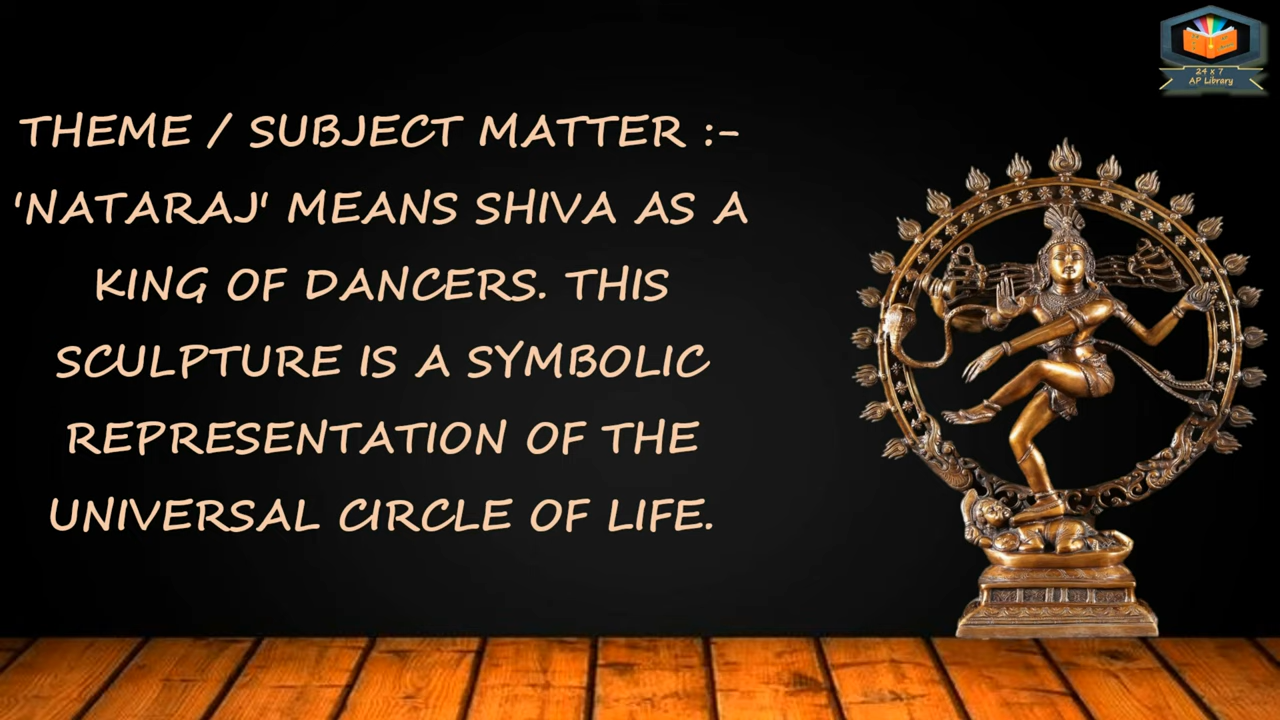 24 x 7
AP Library
THEME / SUBJECT MATTER :-
'NATARAJ' MEANS SHIVA AS A
KING OF DANCERS. THIS
SCULPTURE IS A SYMBOLIC
REPRESENTATION OF THE
UNIVERSAL CIRCLE OF LIFE.